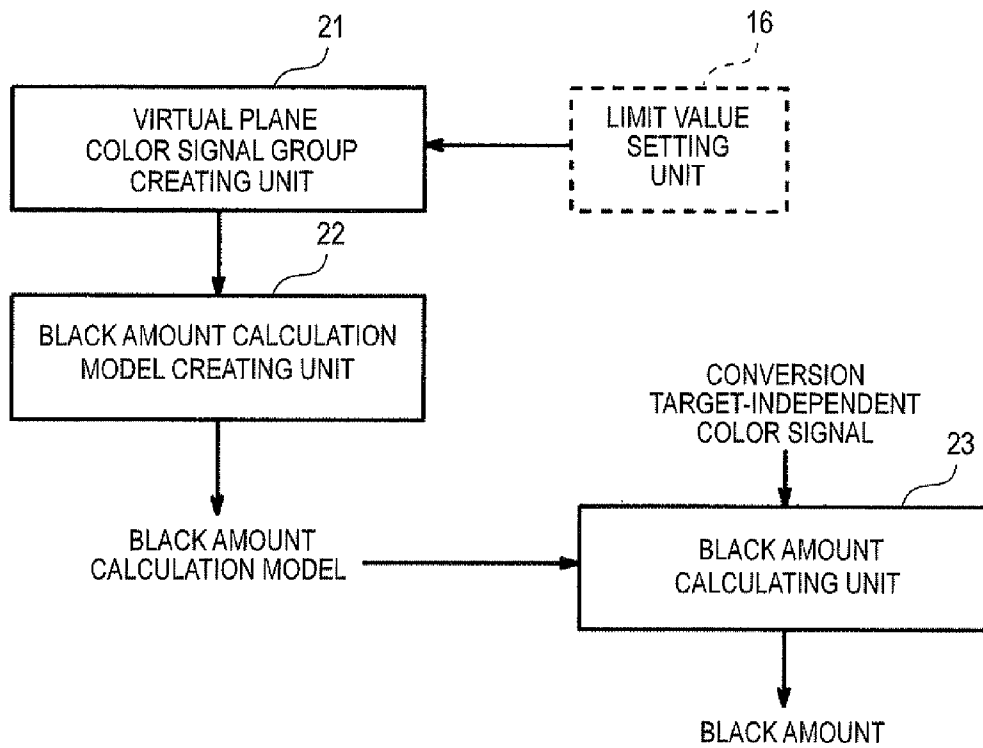 21
VIRTUAL PLANE
COLOR SIGNAL GROUP
CREATING UNIT
16
LIMIT VALUE
SETTING
UNIT
22
BLACK AMOUNT CALCULATION
MODEL CREATING UNIT
CONVERSION
TARGET-INDEPENDENT
COLOR SIGNAL
23
BLACK AMOUNT
CALCULATION MODEL
BLACK AMOUNT
CALCULATING UNIT
BLACK AMOUNT